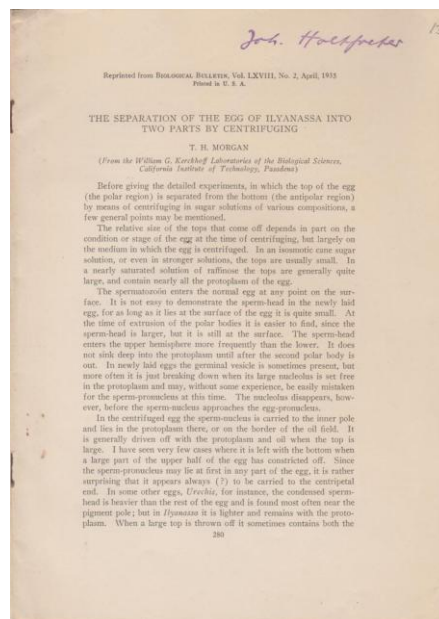 Joh. Holtfreter
Reprinted from BIOLOGICAL BULLETIN, Vol. LXVIII, No. 2, April, 1935
Printed in U. S. A.
THE SEPARATION OF THE EGG OF ILYANASSA INTO
TWO PARTS BY CENTRIFUGING
T. H. MORGAN
(From the William G. Kerckhoff Laboratories of the Biological Sciences,
California Institute of Technology, Pasadena)
Before giving the detailed experiments, in which the top of the egg
(the polar region) is separated from the bottom (the antipolar region)
by means of centrifuging in sugar solutions of various compositions, a
few general points may be mentioned.
The relative size of the tops that come off depends in part on the
condition or stage of the egg at the time of centrifuging, but largely on
the medium in which the egg is centrifuged. In an isosmotic cane sugar
solution, or even in stronger solutions, the tops are usually small. In
a nearly saturated solution of raffinose the tops are generally quite
large, and contain nearly all the protoplasm of the egg.
The spermatozoön enters the normal egg at any point on the sur-
face. It is not easy to demonstrate the sperm-head in the newly laid
egg, for as long as it lies at the surface of the egg it is quite small. At
the time of extrusion of the polar bodies it is easier to find, since the
sperm-head is larger, but it is still at the surface. The sperm-head
enters the upper hemisphere more frequently than the lower. It does
not sink deep into the protoplasm until after the second polar body is
out. In newly laid eggs the germinal vesicle is sometimes present, but
more often it is just breaking down when its large nucleolus is set free
in the protoplasm and may, without some experience, be easily mistaken
for the sperm-pronucleus at this time. The nucleolus disappears, how-
ever, before the sperm-nucleus approaches the egg-pronucleus.
In the centrifuged egg the sperm-nucleus is carried to the inner pole
and lies in the protoplasm there, or on the border of the oil field. It
is generally driven off with the protoplasm and oil when the top is
large. I have seen very few cases where it is left with the bottom when
a large part of the upper half of the egg has constricted off. Since
the sperm-pronucleus may lie at first in any part of the egg, it is rather
surprising that it appears always (?) to be carried to the centripetal
end. In some other eggs, Urechis, for instance, the condensed sperm-
head is heavier than the rest of the egg and is found most often near the
pigment pole; but in Ilyanassa it is lighter and remains with the proto-
plasm. When a large top is thrown off it sometimes contains both the
280